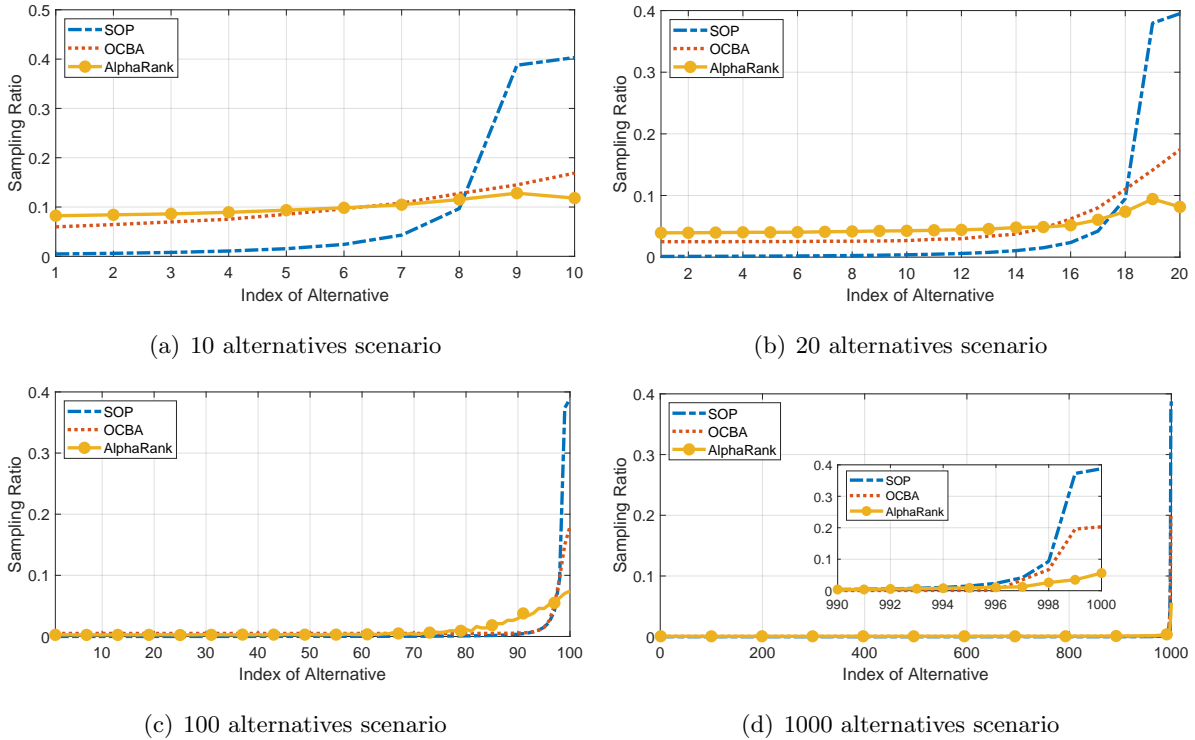 0.5
0.4
0.3
0.2
0.1
0
Sampling Ratio
SOP
OCBA
AlphaRank
1 2 3 4 5 6 7 8 9 10
Index of Alternative
(a) 10 alternatives scenario
0.4
0.3
0.2
0.1
0
Sampling Ratio
SOP
OCBA
AlphaRank
2 4 6 8 10 12 14 16 18 20
Index of Alternative
(b) 20 alternatives scenario
0.4
0.3
0.2
0.1
0
Sampling Ratio
SOP
OCBA
AlphaRank
10 20 30 40 50 60 70 80 90 100
Index of Alternative
(c) 100 alternatives scenario
0.4
0.3
0.2
0.1
0
Sampling Ratio
SOP
OCBA
AlphaRank
0.4
0.3
0.2
0.1
0
SOP
OCBA
AlphaRank
990 992 994 996 998 1000
0 200 400 600 800 1000
Index of Alternative
(d) 1000 alternatives scenario